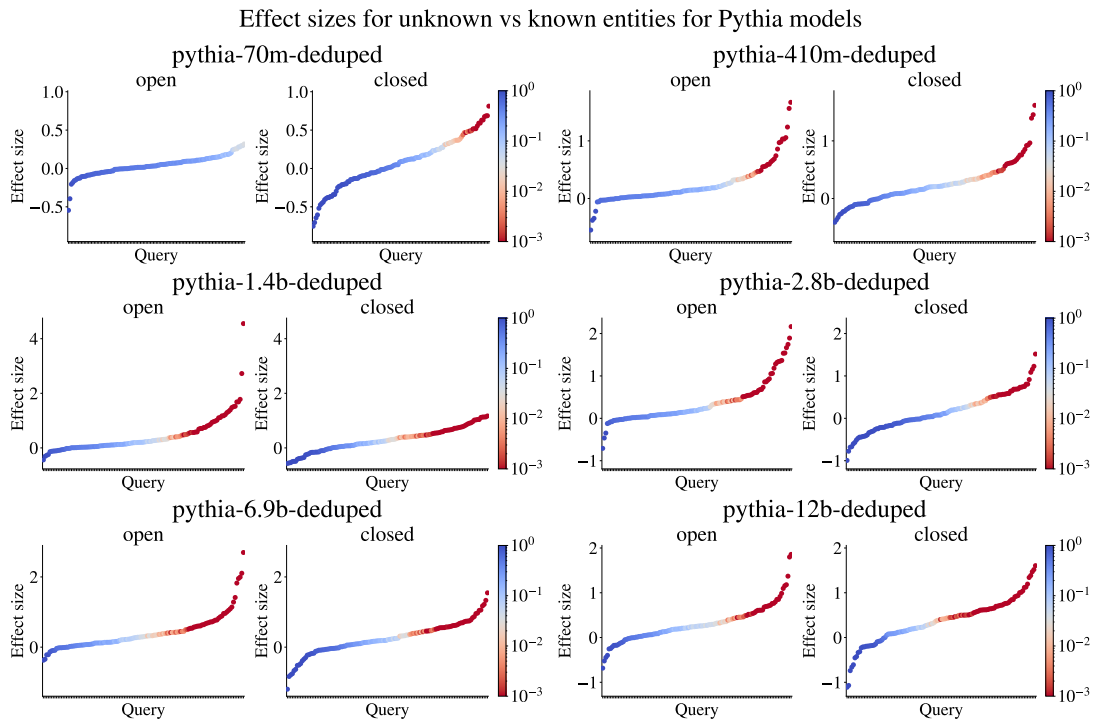 Effect sizes for unknown vs known entities for Pythia models
pythia-70m-deduped
open
closed
Effect size
1.0
0.5
0.0
−0.5
Query
Effect size
1.0
0.5
0.0
−0.5
Query
10^0
10^-1
10^-2
10^-3
pythia-410m-deduped
open
closed
Effect size
1
0
Query
Effect size
1
0
Query
10^0
10^-1
10^-2
10^-3
pythia-1.4b-deduped
open
closed
Effect size
4
2
0
Query
Effect size
4
2
0
Query
10^0
10^-1
10^-2
10^-3
pythia-2.8b-deduped
open
closed
Effect size
2
1
0
−1
Query
Effect size
2
1
0
−1
Query
10^0
10^-1
10^-2
10^-3
pythia-6.9b-deduped
open
closed
Effect size
2
0
Query
Effect size
2
0
Query
10^0
10^-1
10^-2
10^-3
pythia-12b-deduped
open
closed
Effect size
2
1
0
−1
Query
Effect size
2
1
0
−1
Query
10^0
10^-1
10^-2
10^-3